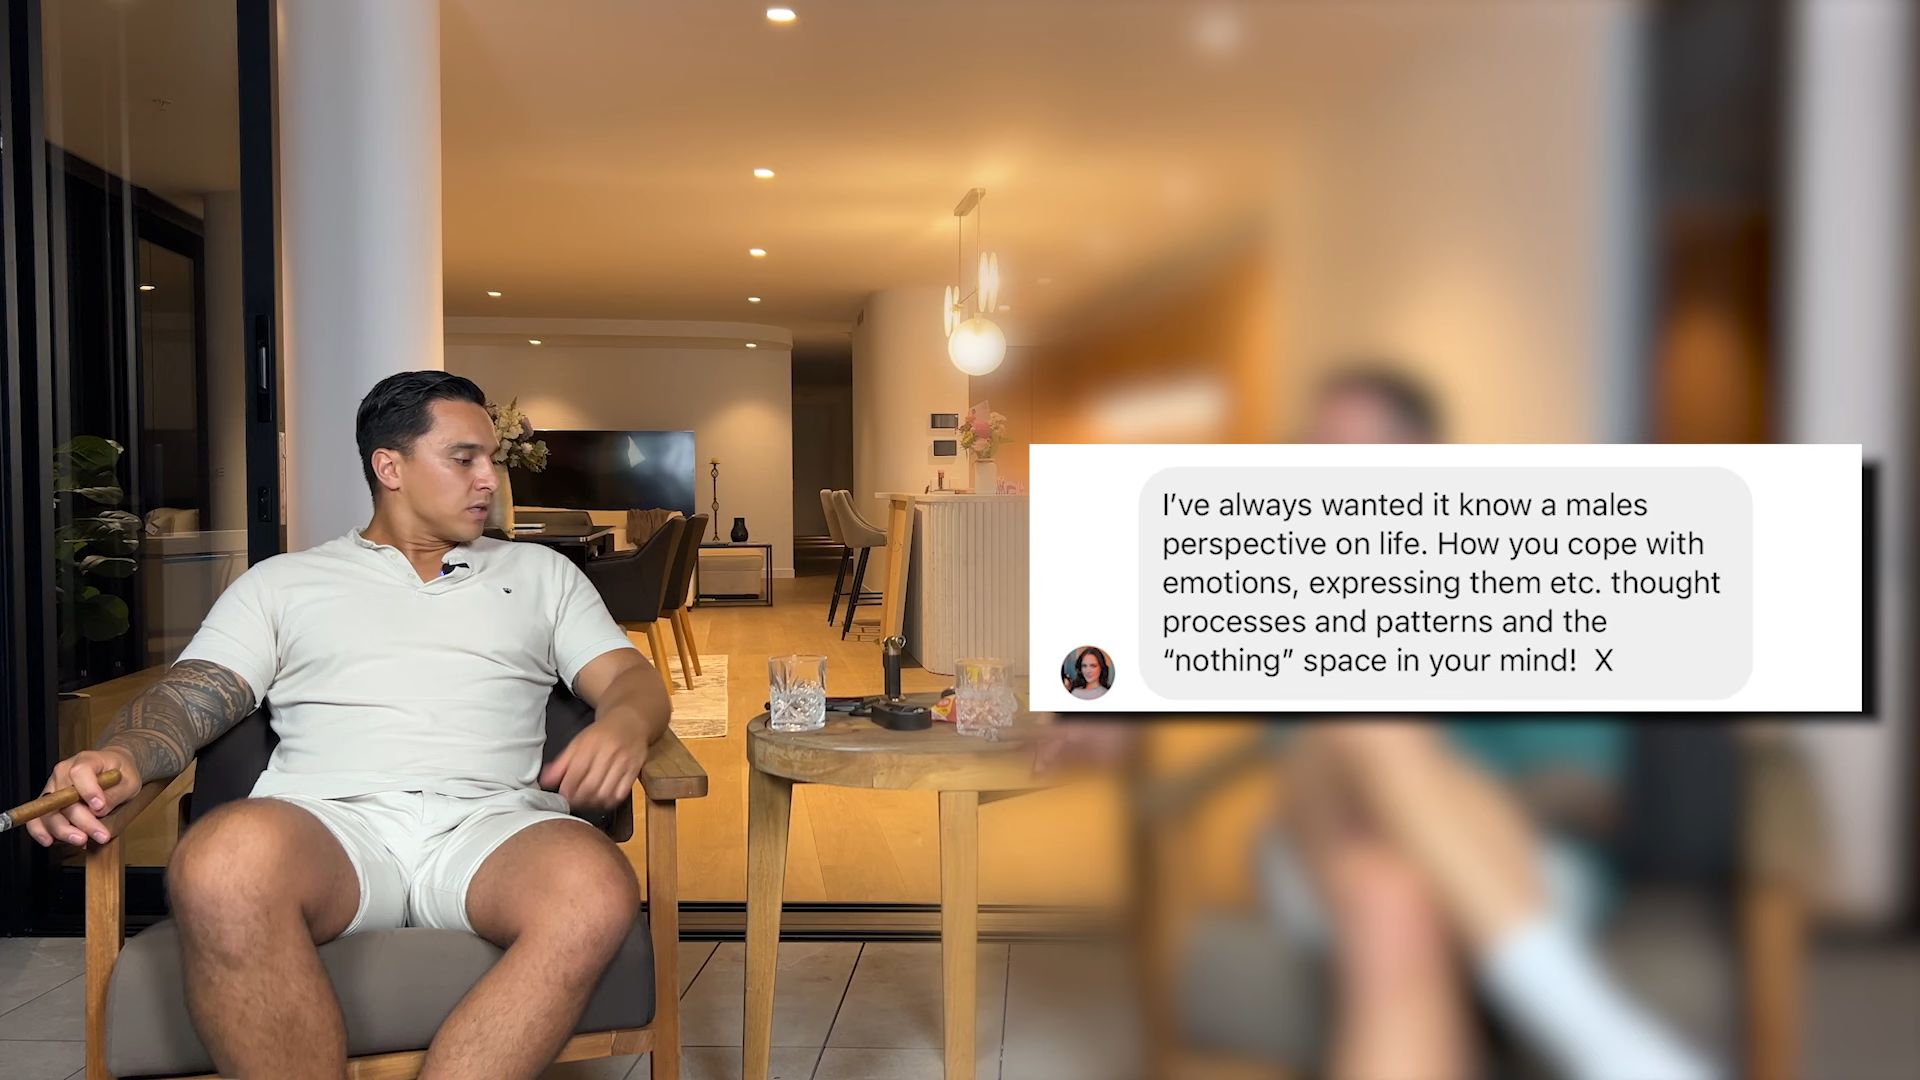 I’ve always wanted it know a males
perspective on life. How you cope with
emotions, expressing them etc. thought
processes and patterns and the
“nothing” space in your mind!  X